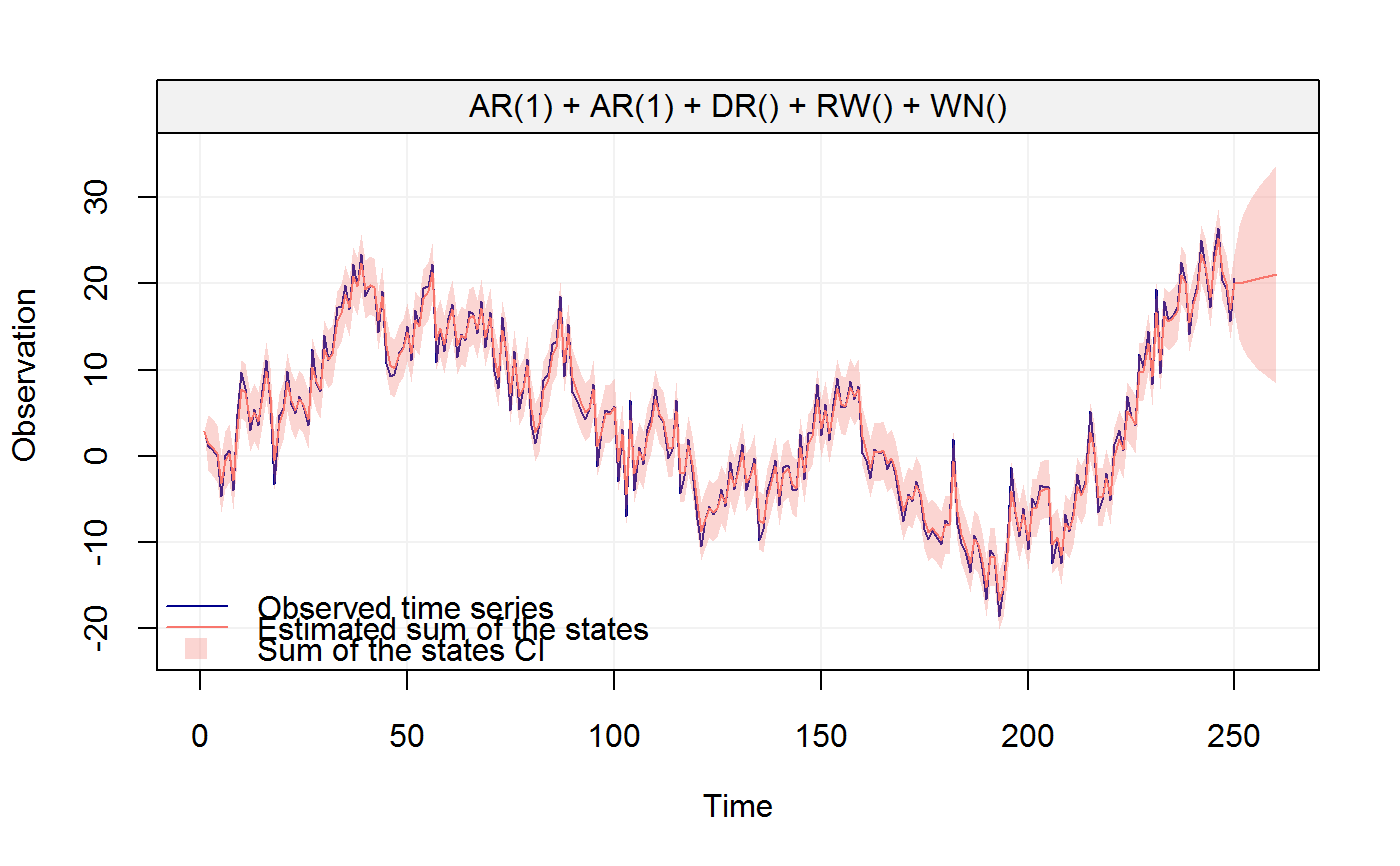 AR(1) + AR(1) + DR() + RW() + WN()
Observation
30
20
10
0
-10
-20
Observed time series
Estimated sum of the states
Sum of the states CI
0 50 100 150 200 250
Time